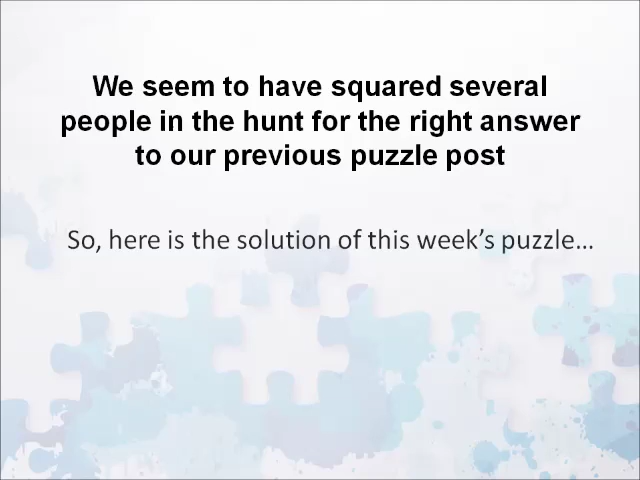 We seem to have squared several
people in the hunt for the right answer
to our previous puzzle post
So, here is the solution of this week’s puzzle…